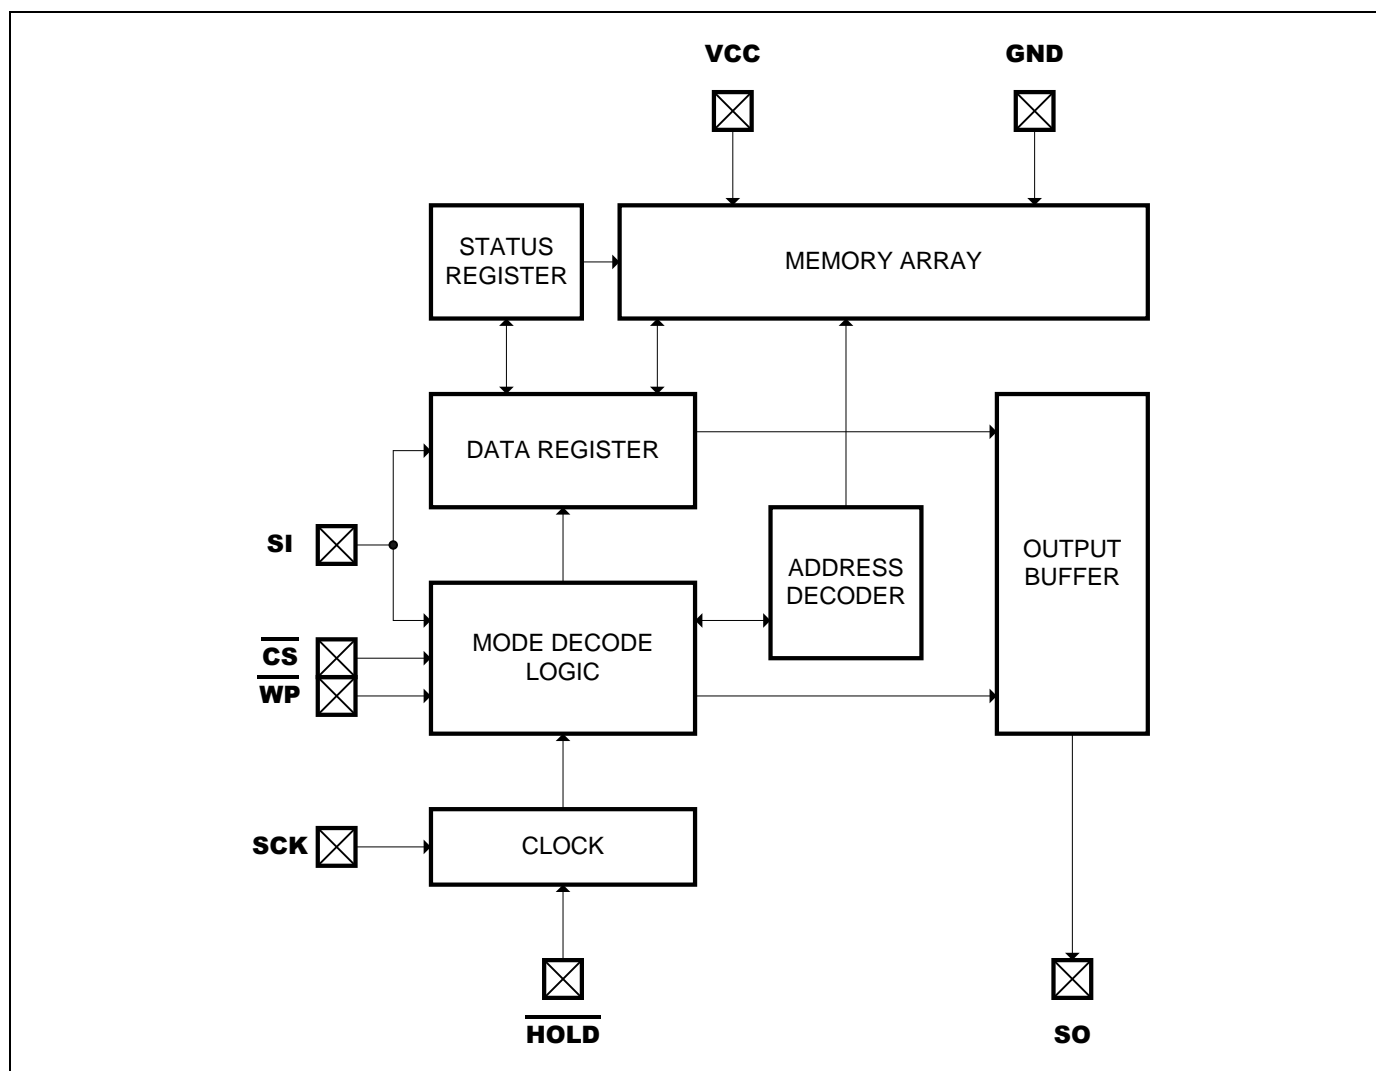 VCC
GND
STATUS
REGISTER
MEMORY ARRAY
DATA REGISTER
SI
ADDRESS
DECODER
OUTPUT
BUFFER
CS
WP
MODE DECODE
LOGIC
SCK
CLOCK
HOLD
SO